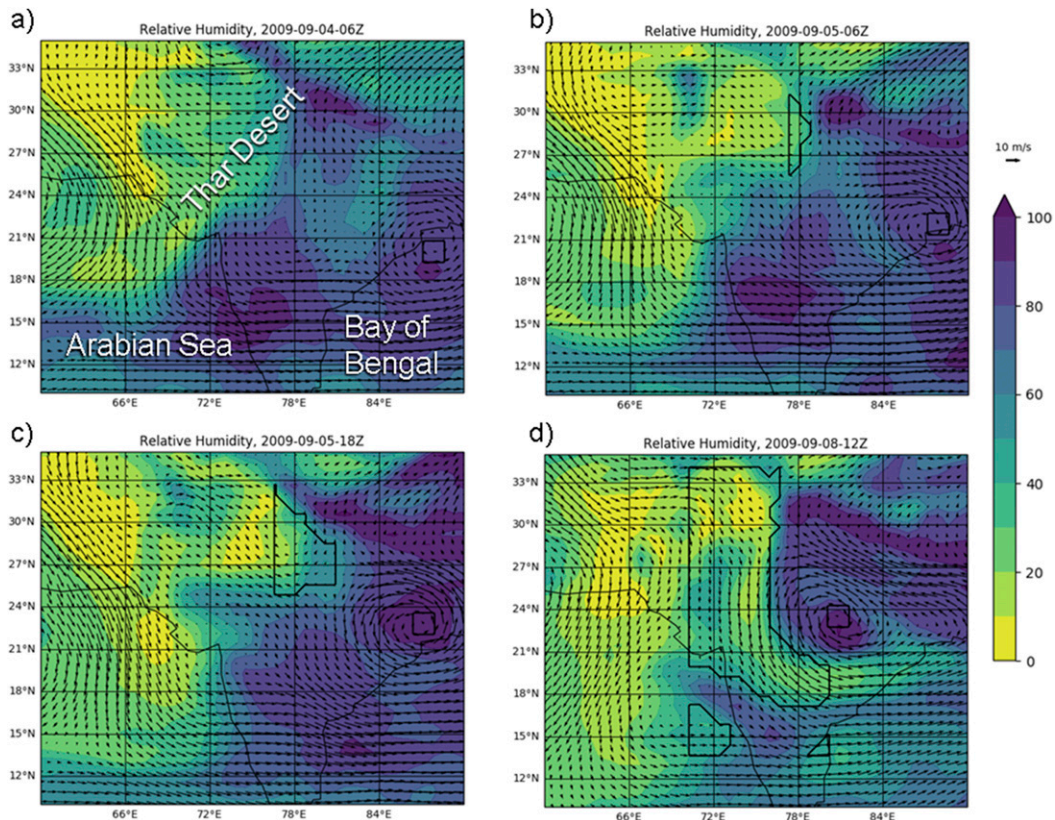 a)
Relative Humidity, 2009-09-04-06Z
33°N
30°N
27°N
24°N
21°N
18°N
15°N
12°N
66°E
72°E
78°E
84°E
Thar Desert
Arabian Sea
Bay of
Bengal
b)
Relative Humidity, 2009-09-05-06Z
33°N
30°N
27°N
24°N
21°N
18°N
15°N
12°N
66°E
72°E
78°E
84°E
10 m/s
100
80
60
40
20
0
c)
Relative Humidity, 2009-09-05-18Z
33°N
30°N
27°N
24°N
21°N
18°N
15°N
12°N
66°E
72°E
78°E
84°E
d)
Relative Humidity, 2009-09-08-12Z
33°N
30°N
27°N
24°N
21°N
18°N
15°N
12°N
66°E
72°E
78°E
84°E